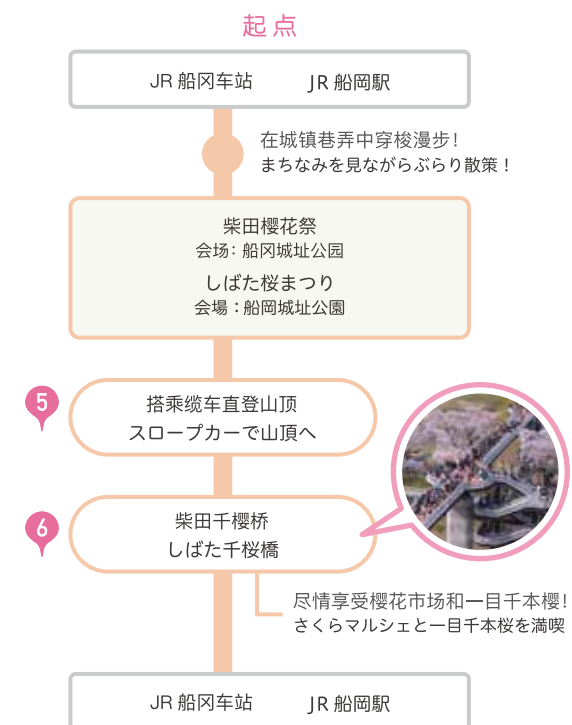 起点
JR 船冈车站 JR 船岡駅
在城镇巷弄中穿梭漫步!
まちなみを見ながらぶらり散策！
柴田樱花祭
会场：船冈城址公园
しばた桜まつり
会場：船岡城址公園
5
搭乘缆车直登山顶
スロープカーで山頂へ
6
柴田千樱桥
しばた千桜橋
尽情享受樱花市场和一目千本樱!
さくらマルシェと一目千本桜を満喫
JR 船冈车站 JR 船岡駅